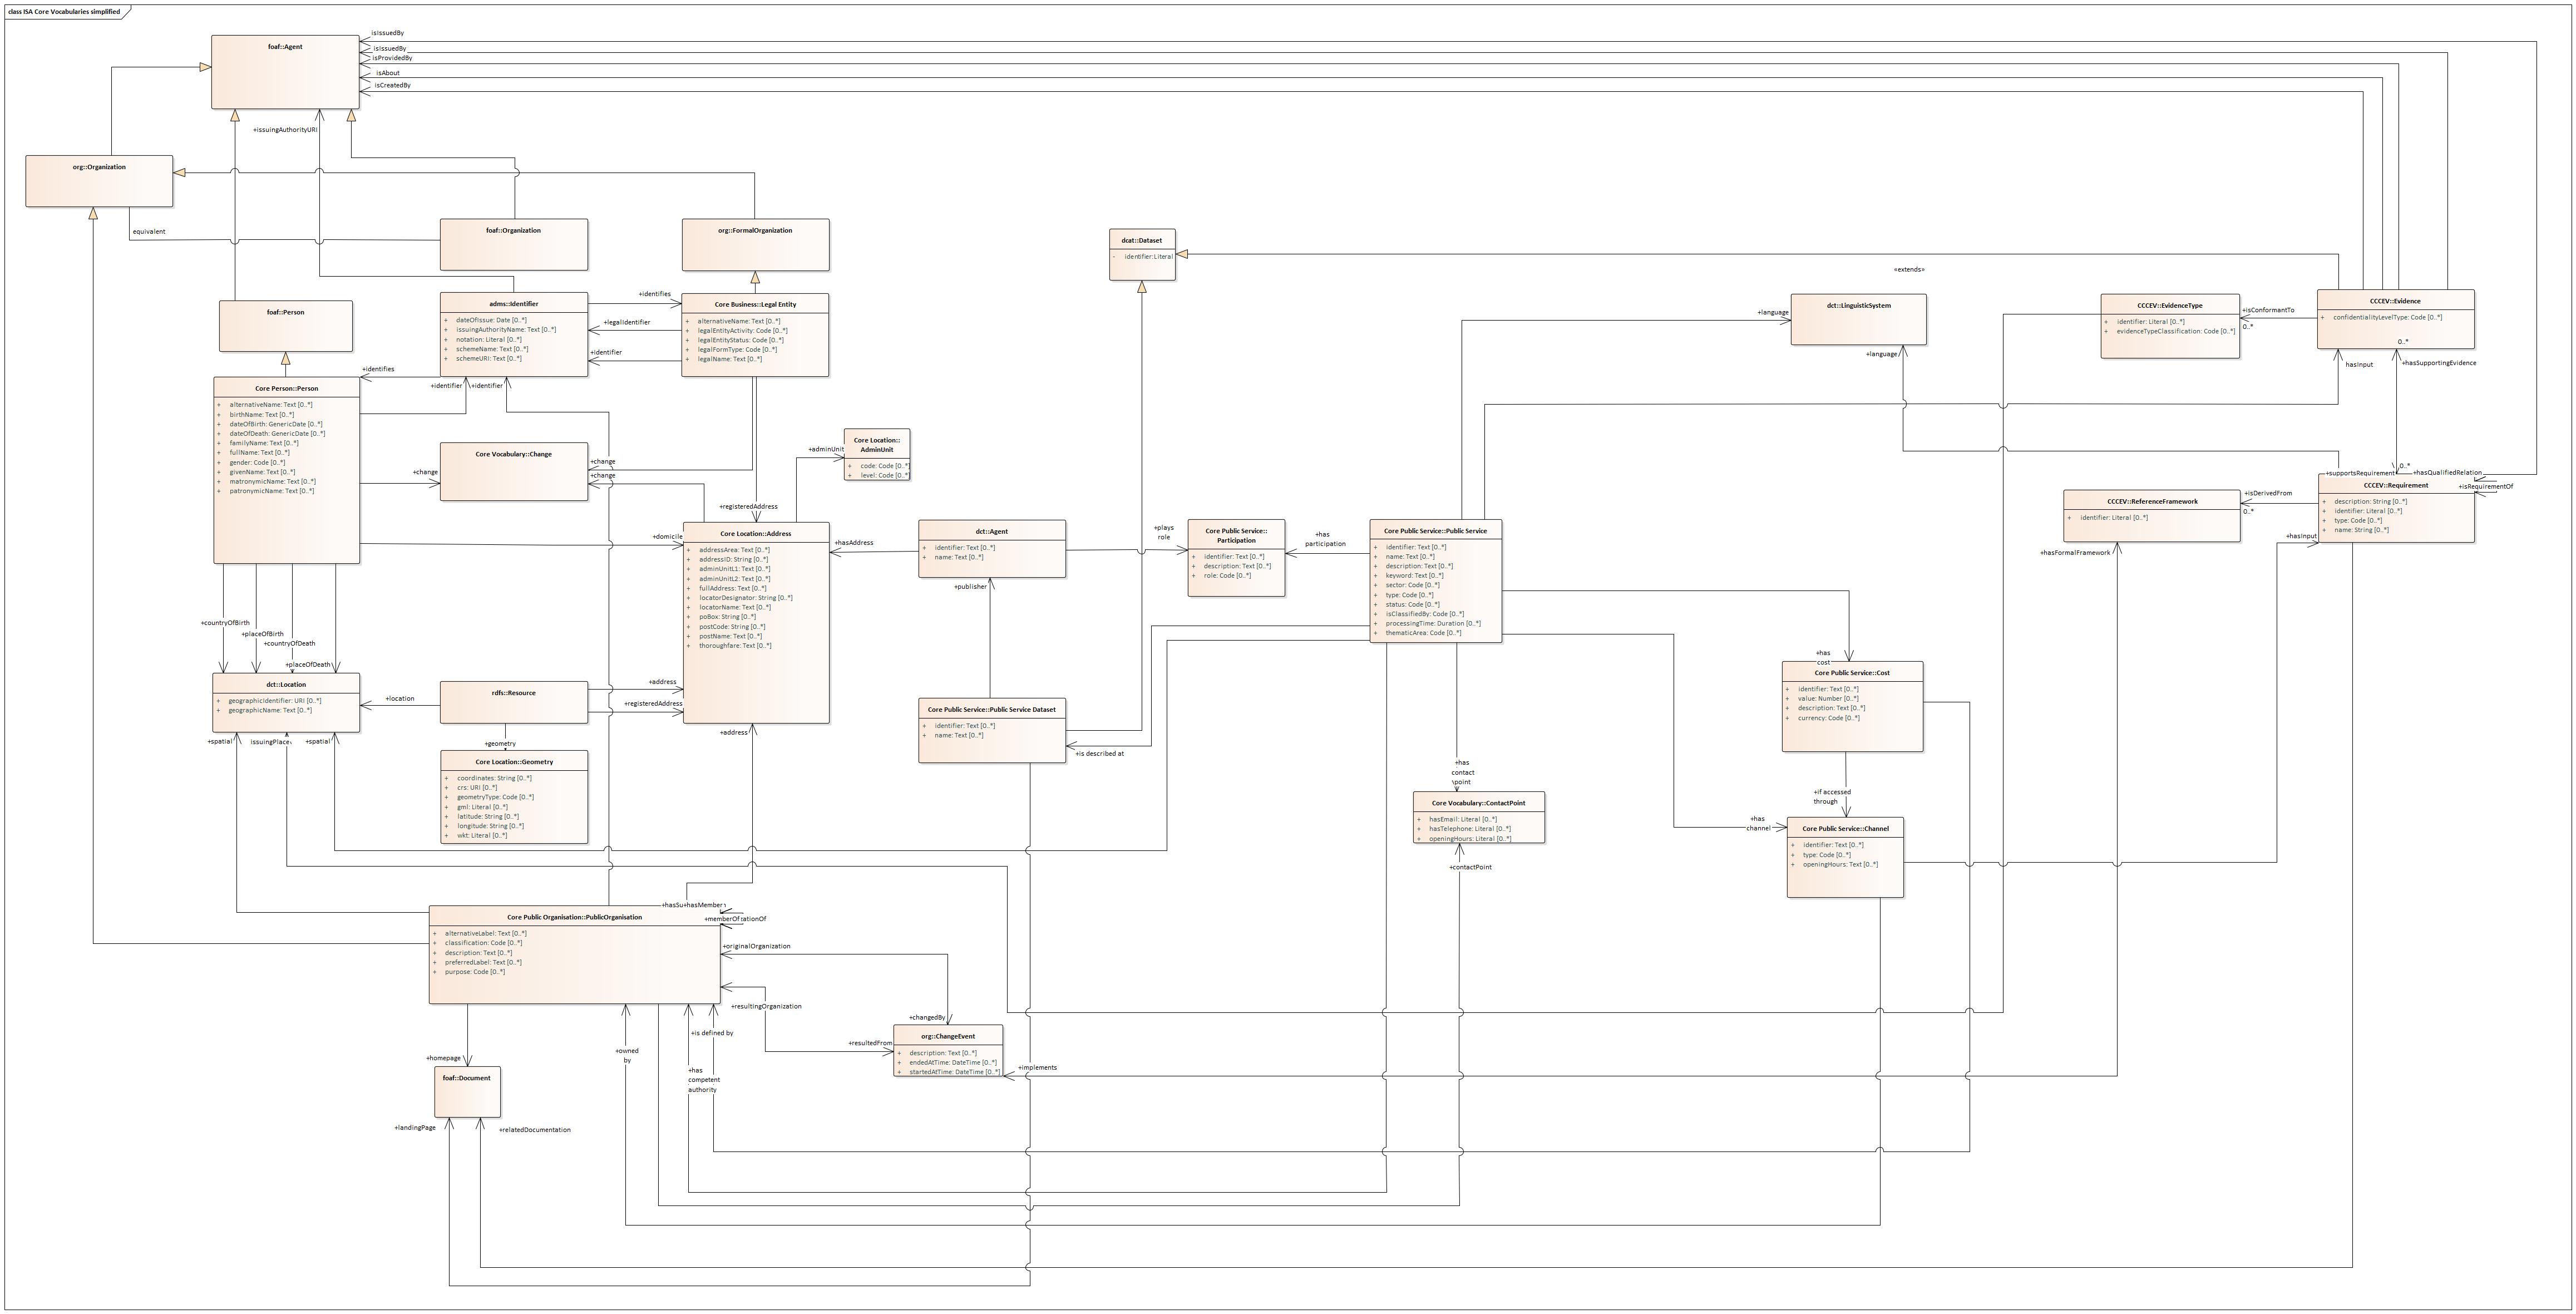 class ISA Core Vocabularies simplified
foaf::Agent
isIssuedBy
isIssuedBy
isProvidedBy
isAbout
isCreatedBy
+issuingAuthorityURI
org::Organization
equivalent
foaf::Organization
org::FormalOrganization
dcat::Dataset
- identifier:Literal
«extends»
foaf::Person
adms::Identifier
+ dateOfIssue: Date [0..*]
+ issuingAuthorityName: Text [0..*]
+ notation: Literal [0..*]
+ schemeName: Text [0..*]
+ schemeURI: Text [0..*]
+identifies
+legalIdentifier
+identifier
Core Business::Legal Entity
+ alternativeName: Text [0..*]
+ legalEntityActivity: Code [0..*]
+ legalEntityStatus: Code [0..*]
+ legalFormType: Code [0..*]
+ legalName: Text [0..*]
+language
dct::LinguisticSystem
+language
CCCEV::EvidenceType
+ identifier: Literal [0..*]
+ evidenceTypeClassification: Code [0..*]
+isConformantTo
0..*
CCCEV::Evidence
+ confidentialityLevelType: Code [0..*]
0..*
hasInput
+hasSupportingEvidence
+identifies
+identifier
+identifier
Core Person::Person
+ alternativeName: Text [0..*]
+ birthName: Text [0..*]
+ dateOfBirth: GenericDate [0..*]
+ dateOfDeath: GenericDate [0..*]
+ familyName: Text [0..*]
+ fullName: Text [0..*]
+ gender: Code [0..*]
+ givenName: Text [0..*]
+ matronymicName: Text [0..*]
+ patronymicName: Text [0..*]
+change
Core Vocabulary::Change
+change
+change
+adminUnit
Core Location::
AdminUnit
+ code: Code [0..*]
+ level: Code [0..*]
+registeredAddress
+domicile
Core Location::Address
+ addressArea: Text [0..*]
+ addressID: String [0..*]
+ adminUnitL1: Text [0..*]
+ adminUnitL2: Text [0..*]
+ fullAddress: Text [0..*]
+ locatorDesignator: String [0..*]
+ locatorName: Text [0..*]
+ poBox: String [0..*]
+ postCode: String [0..*]
+ postName: Text [0..*]
+ thoroughfare: Text [0..*]
+hasAddress
dct::Agent
+ identifier: Text [0..*]
+ name: Text [0..*]
+publisher
+plays
role
Core Public Service::
Participation
+ identifier: Text [0..*]
+ description: Text [0..*]
+ role: Code [0..*]
+has
participation
Core Public Service::Public Service
+ identifier: Text [0..*]
+ name: Text [0..*]
+ description: Text [0..*]
+ keyword: Text [0..*]
+ sector: Code [0..*]
+ type: Code [0..*]
+ status: Code [0..*]
+ isClassifiedBy: Code [0..*]
+ processingTime: Duration [0..*]
+ thematicArea: Code [0..*]
+supportsRequirement
0..*
+hasQualifiedRelation
+isRequirementOf
CCCEV::Requirement
+ description: String [0..*]
+ identifier: Literal [0..*]
+ type: Code [0..*]
+ name: String [0..*]
+isDerivedFrom
0..*
CCCEV::ReferenceFramework
+ identifier: Literal [0..*]
+hasInput
+hasFormalFramework
+countryOfBirth
+placeOfBirth
+countryOfDeath
+placeOfDeath
dct::Location
+ geographicIdentifier: URI [0..*]
+ geographicName: Text [0..*]
+location
rdfs::Resource
+address
+registeredAddress
+spatial
issuingPlace
+spatial
+geometry
Core Location::Geometry
+ coordinates: String [0..*]
+ crs: URI [0..*]
+ geometryType: Code [0..*]
+ gml: Literal [0..*]
+ latitude: String [0..*]
+ longitude: String [0..*]
+ wkt: Literal [0..*]
+address
Core Public Service::Public Service Dataset
+ identifier: Text [0..*]
+ name: Text [0..*]
+is described at
+has
cost
Core Public Service::Cost
+ identifier: Text [0..*]
+ value: Number [0..*]
+ description: Text [0..*]
+ currency: Code [0..*]
+has
contact
point
Core Vocabulary::ContactPoint
+ hasEmail: Literal [0..*]
+ hasTelephone: Literal [0..*]
+ openingHours: Literal [0..*]
+contactPoint
+if accessed
through
+has
channel
Core Public Service::Channel
+ identifier: Text [0..*]
+ type: Code [0..*]
+ openingHours: Text [0..*]
+hasMember
+memberOf
Core Public Organisation::PublicOrganisation
+ alternativeLabel: Text [0..*]
+ classification: Code [0..*]
+ description: Text [0..*]
+ preferredLabel: Text [0..*]
+ purpose: Code [0..*]
+originalOrganization
+resultingOrganization
+changedBy
+resultedFrom
org::ChangeEvent
+ description: Text [0..*]
+ endedAtTime: DateTime [0..*]
+ startedAtTime: DateTime [0..*]
+implements
+is defined by
+owned
by
+has
competent
authority
+homepage
foaf::Document
+landingPage
+relatedDocumentation